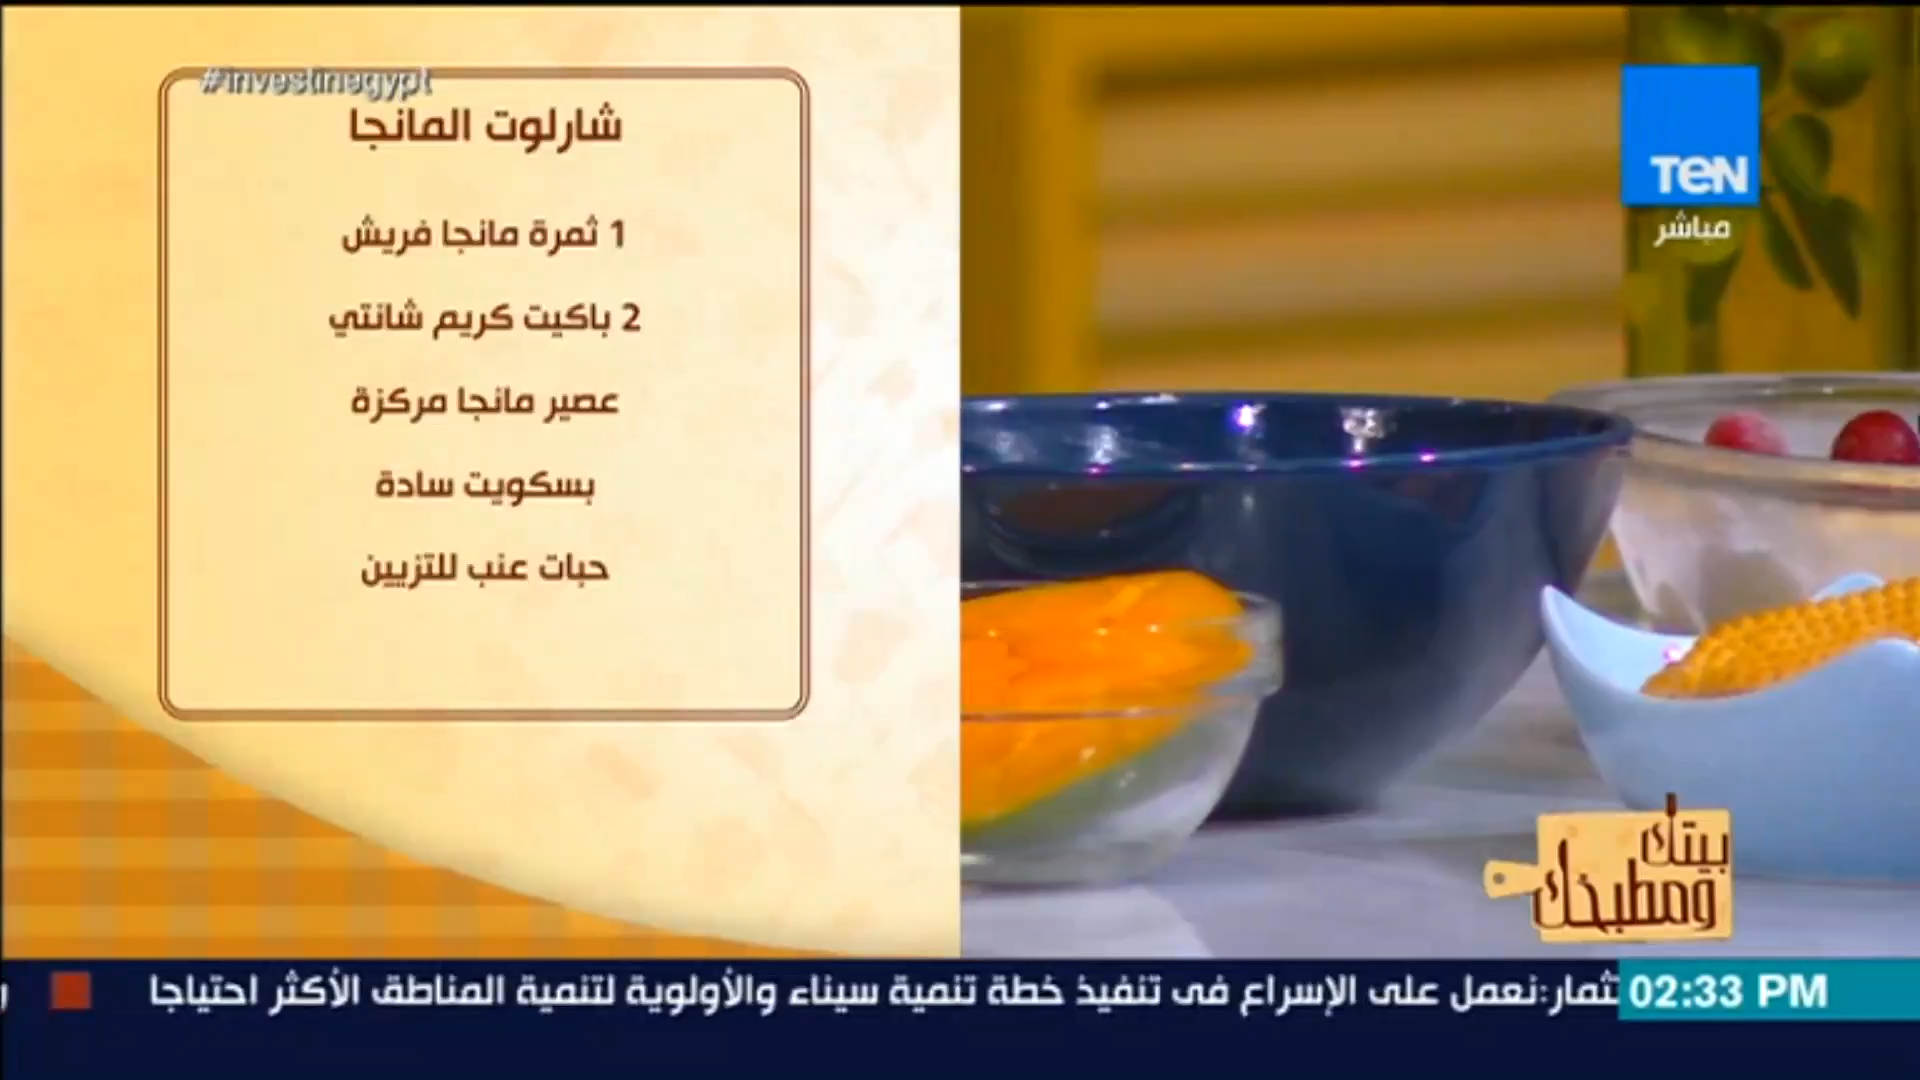 #investinegypt
شارلوت المانجا
1 ثمرة مانجا فريش
2 باكيت كريم شانتي
عصير مانجا مركزة
بسكويت سادة
حبات عنب للتزيين
TeN
مباشر
بيتك
ومطبخك
ثمار:نعمل على الإسراع فى تنفيذ خطة تنمية سيناء والأولوية لتنمية المناطق الأكثر احتياجا
02:33 PM